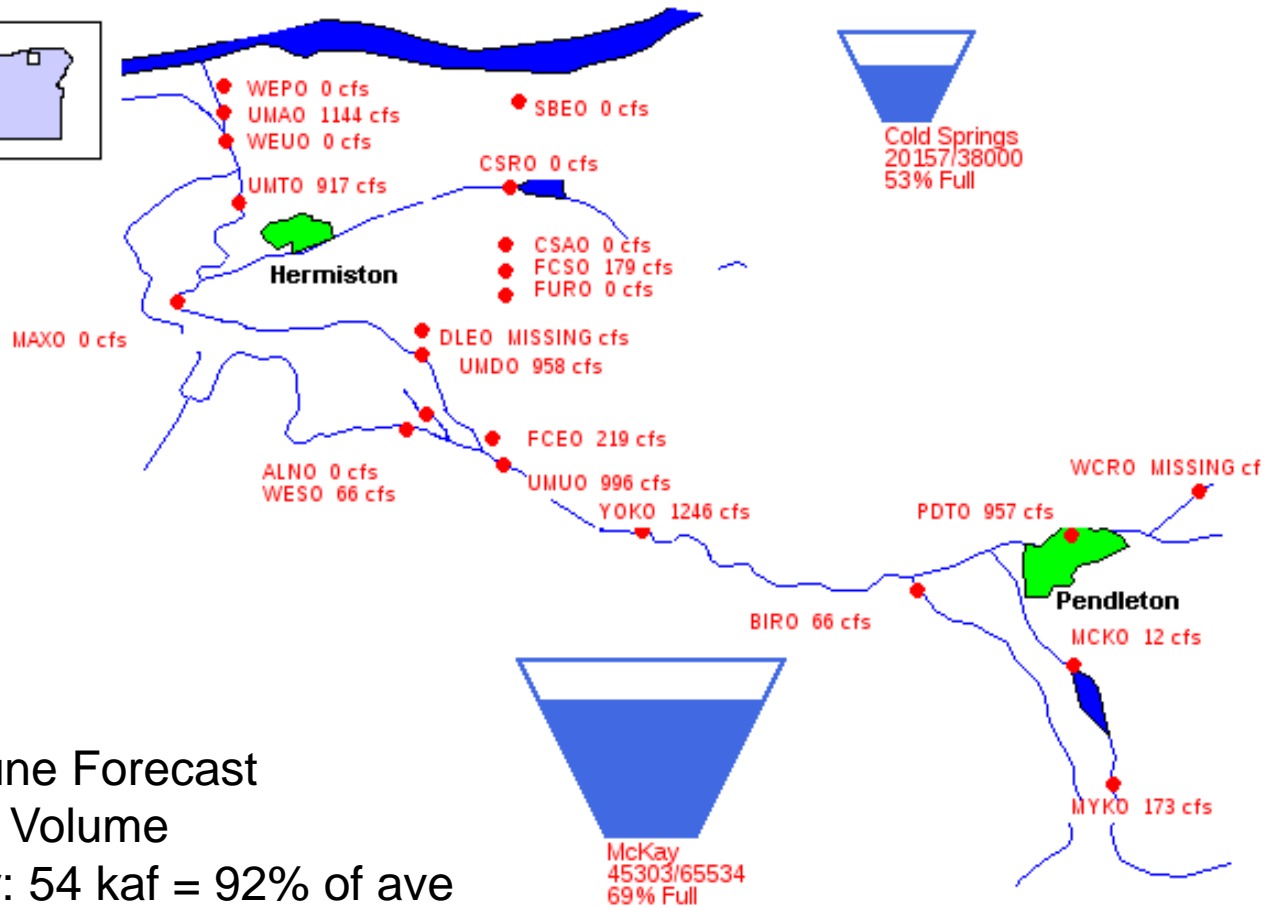 WEPO 0 cfs
UMAO 1144 cfs
WEUO 0 cfs
SBEO 0 cfs
Cold Springs
20157/38000
53% Full
CSRO 0 cfs
UMTO 917 cfs
CSAO 0 cfs
FCSO 179 cfs
FURO 0 cfs
Hermiston
MAXO 0 cfs
DLEO MISSING cfs
UMDO 958 cfs
FCEO 219 cfs
ALNO 0 cfs
WESO 66 cfs
UMUO 996 cfs
YOKO 1246 cfs
WCRO MISSING cf
PDTO 957 cfs
Pendleton
BIRO 66 cfs
MCKO 12 cfs
MYKO 173 cfs
McKay
45303/65534
69% Full
Forecast
Volume
: 54 kaf = 92% of ave